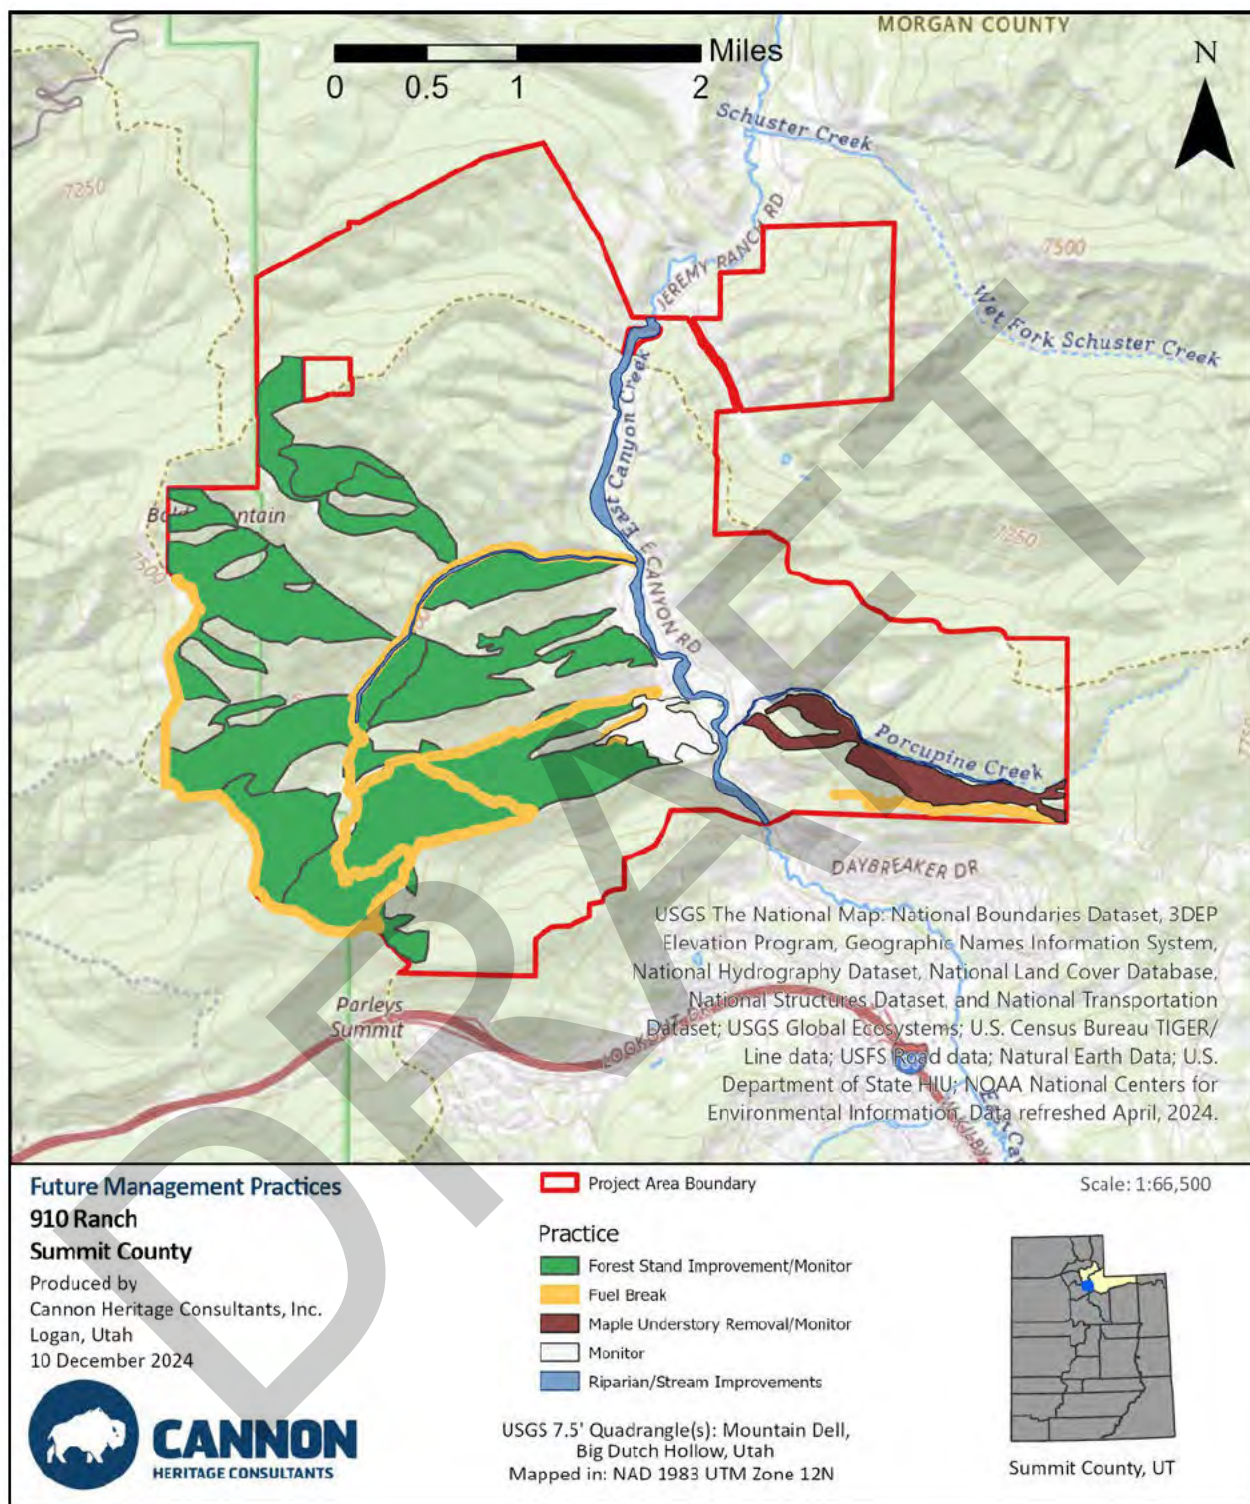 MORGAN COUNTY
Miles
0 0.5 1 2
N
Schuster Creek
7250
JEREMY RANCH RD
7500
Wet Fork Schuster Creek
East Canyon Creek
7250
7500
E CANYON RD
Porcupine Creek
DAYBREAKER DR
USGS The National Map: National Boundaries Dataset, 3DEP
Elevation Program, Geographic Names Information System,
National Hydrography Dataset, National Land Cover Database,
National Structures Dataset, and National Transportation
Dataset; USGS Global Ecosystems; U.S. Census Bureau TIGER/
Line data; USFS Road data; Natural Earth Data; U.S.
Department of State HIU; NOAA National Centers for
Environmental Information. Data refreshed April, 2024.
Parleys
Summit
DRAFT
Future Management Practices
910 Ranch
Summit County
Produced by
Cannon Heritage Consultants, Inc.
Logan, Utah
10 December 2024
CANNON
HERITAGE CONSULTANTS
Project Area Boundary
Practice
Forest Stand Improvement/Monitor
Fuel Break
Maple Understory Removal/Monitor
Monitor
Riparian/Stream Improvements
USGS 7.5' Quadrangle(s): Mountain Dell,
Big Dutch Hollow, Utah
Mapped in: NAD 1983 UTM Zone 12N
Scale: 1:66,500
Summit County, UT